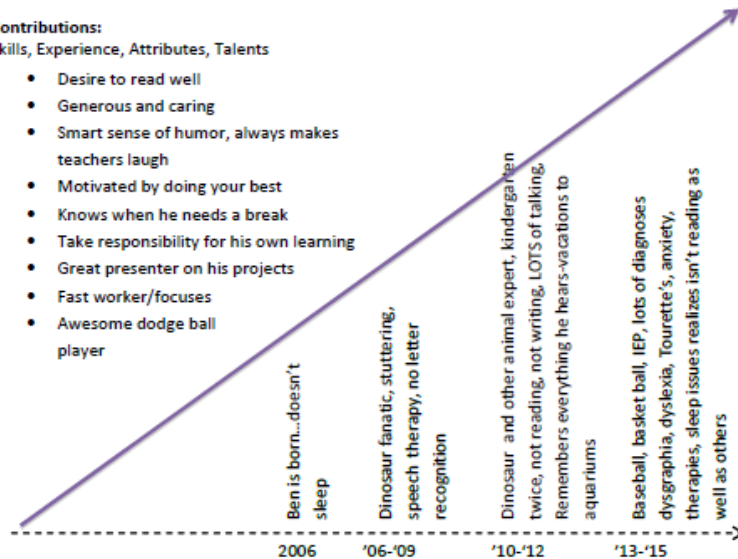 ontributions:
kills, Experience, Attributes, Talents
• Desire to read well
• Generous and caring
• Smart sense of humor, always makes
teachers laugh
• Motivated by doing your best
• Knows when he needs a break
• Take responsibility for his own learning
• Great presenter on his projects
• Fast worker/focuses
• Awesome dodge ball
player
Ben is born...doesn't
sleep
Dinosaur fanatic, stuttering,
speech therapy, no letter
recognition
Dinosaur and other animal expert, kindergarten
twice, not reading, not writing, LOTS of talking,
Remembers everything he hears-vacations to
aquariums
Baseball, basket ball, IEP, lots of diagnoses
dysgraphia, dyslexia, Tourette's, anxiety,
therapies, sleep issues realizes isn't reading as
well as others
2006 '06-'09 '10-'12 '13-'15